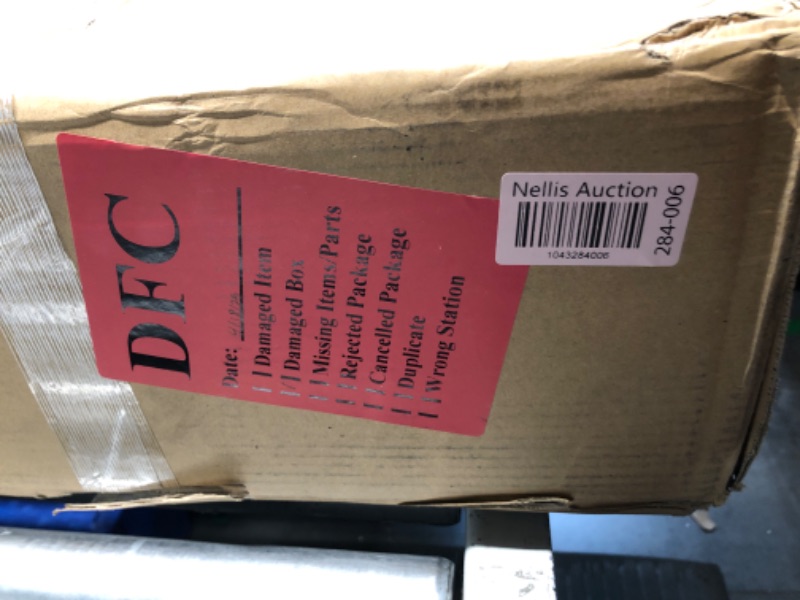 DFC
Date:
[ ] Damaged Item
[/] Damaged Box
[ ] Missing Items/Parts
[ ] Rejected Package
[ ] Cancelled Package
[ ] Duplicate
[ ] Wrong Station
Nellis Auction
1043284006
284-006